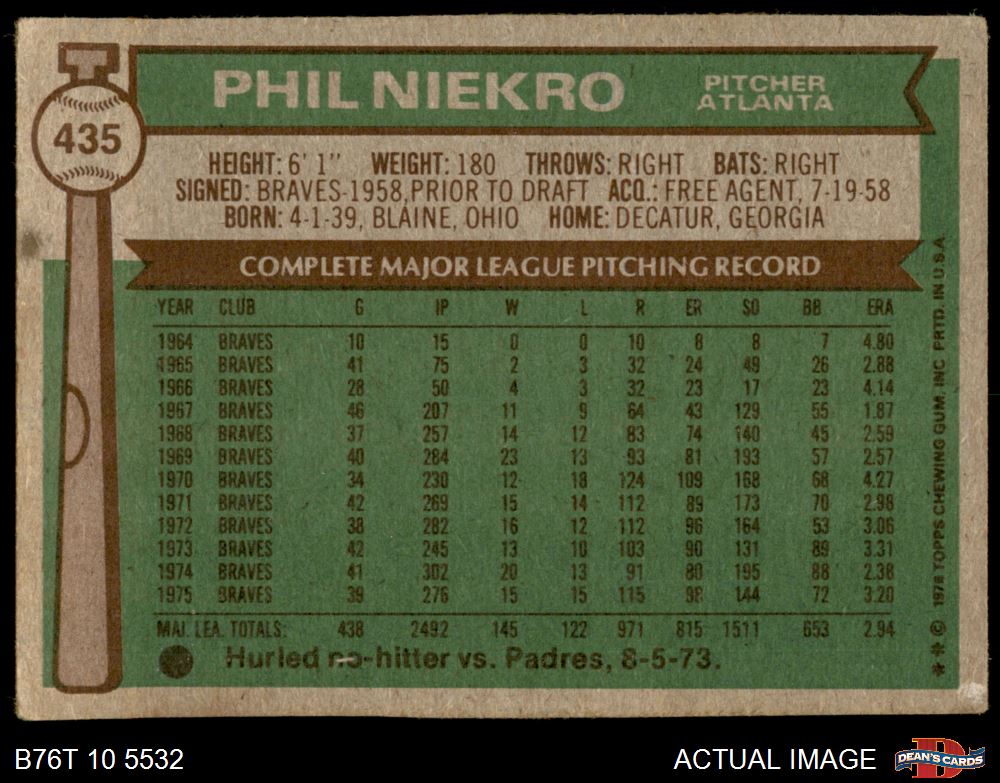 435
PHIL NIEKRO
PITCHER
ATLANTA
HEIGHT: 6' 1" WEIGHT: 180 THROWS: RIGHT BATS: RIGHT
SIGNED: BRAVES-1958, PRIOR TO DRAFT ACQ.: FREE AGENT, 7-19-58
BORN: 4-1-39, BLAINE, OHIO HOME: DECATUR, GEORGIA
COMPLETE MAJOR LEAGUE PITCHING RECORD
YEAR CLUB G IP W L R ER SO BB ERA
1964 BRAVES 10 15 0 0 10 8 8 7 4.80
1965 BRAVES 41 75 2 3 32 24 49 26 2.88
1966 BRAVES 28 50 4 3 32 23 17 23 4.14
1967 BRAVES 46 207 11 9 64 43 129 55 1.87
1968 BRAVES 37 257 14 12 83 74 140 45 2.59
1969 BRAVES 40 284 23 13 93 81 193 57 2.57
1970 BRAVES 34 230 12 18 124 109 168 68 4.27
1971 BRAVES 42 269 15 14 112 89 173 70 2.98
1972 BRAVES 38 282 16 12 112 96 164 53 3.06
1973 BRAVES 42 245 13 10 103 90 131 89 3.31
1974 BRAVES 41 302 20 13 91 80 195 88 2.38
1975 BRAVES 39 276 15 15 115 98 144 72 3.20
MAJ. LEA. TOTALS: 438 2492 145 122 971 815 1511 653 2.94
Hurled no-hitter vs. Padres, 8-5-73.
** © 1976 TOPPS CHEWING GUM, INC PRTD. IN U.S.A.
B76T 10 5532
ACTUAL IMAGE
D
DEAN'S CARDS